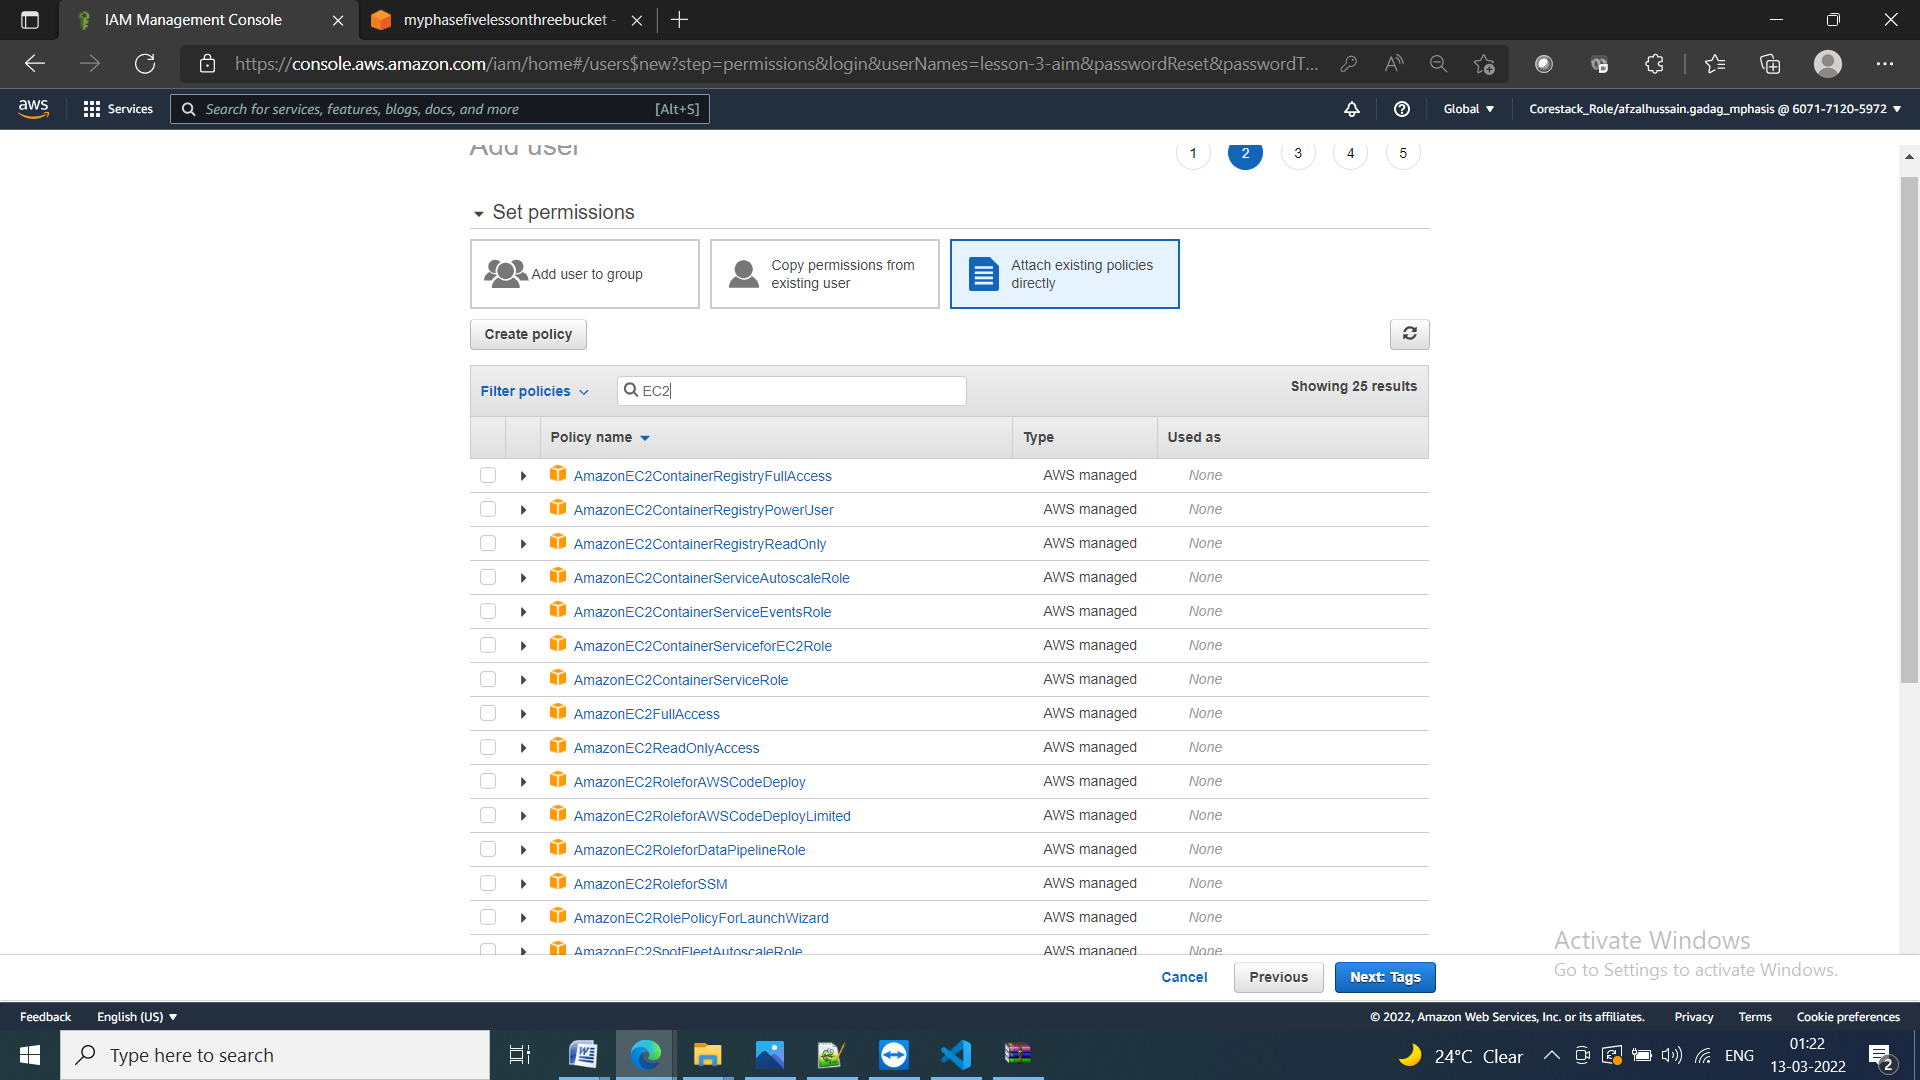 IAM Management Console
myphasefivelessonthreebucket -
https://console.aws.amazon.com/iam/home#/users$new?step=permissions&login&userNames=lesson-3-aim&passwordReset&passwordT...
aws
Services
Search for services, features, blogs, docs, and more
[Alt+S]
Global
Corestack_Role/afzalhussain.gadag_mphasis @ 6071-7120-5972
Add user
1
2
3
4
5
Set permissions
Add user to group
Copy permissions from
existing user
Attach existing policies
directly
Create policy
Filter policies
EC2
Showing 25 results
Policy name
Type
Used as
AmazonEC2ContainerRegistryFullAccess AWS managed None
AmazonEC2ContainerRegistryPowerUser AWS managed None
AmazonEC2ContainerRegistryReadOnly AWS managed None
AmazonEC2ContainerServiceAutoscaleRole AWS managed None
AmazonEC2ContainerServiceEventsRole AWS managed None
AmazonEC2ContainerServiceforEC2Role AWS managed None
AmazonEC2ContainerServiceRole AWS managed None
AmazonEC2FullAccess AWS managed None
AmazonEC2ReadOnlyAccess AWS managed None
AmazonEC2RoleforAWSCodeDeploy AWS managed None
AmazonEC2RoleforAWSCodeDeployLimited AWS managed None
AmazonEC2RoleforDataPipelineRole AWS managed None
AmazonEC2RoleforSSM AWS managed None
AmazonEC2RolePolicyForLaunchWizard AWS managed None
AmazonEC2SpotFleetAutoscaleRole AWS managed None
Activate Windows
Go to Settings to activate Windows.
Cancel
Previous
Next: Tags
Feedback
English (US)
© 2022, Amazon Web Services, Inc. or its affiliates.
Privacy
Terms
Cookie preferences
Type here to search
24°C Clear
ENG
01:22
13-03-2022
2